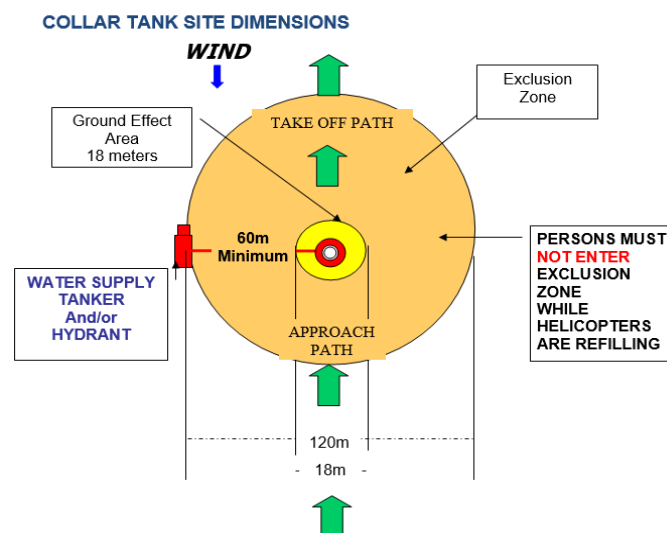 COLLAR TANK SITE DIMENSIONS
WIND
Ground Effect
Area
18 meters
TAKE OFF PATH
Exclusion
Zone
60m
Minimum
WATER SUPPLY
TANKER
And/or
HYDRANT
PERSONS MUST
NOT ENTER
EXCLUSION
ZONE
WHILE
HELICOPTERS
ARE REFILLING
APPROACH
PATH
120m
- 18m -